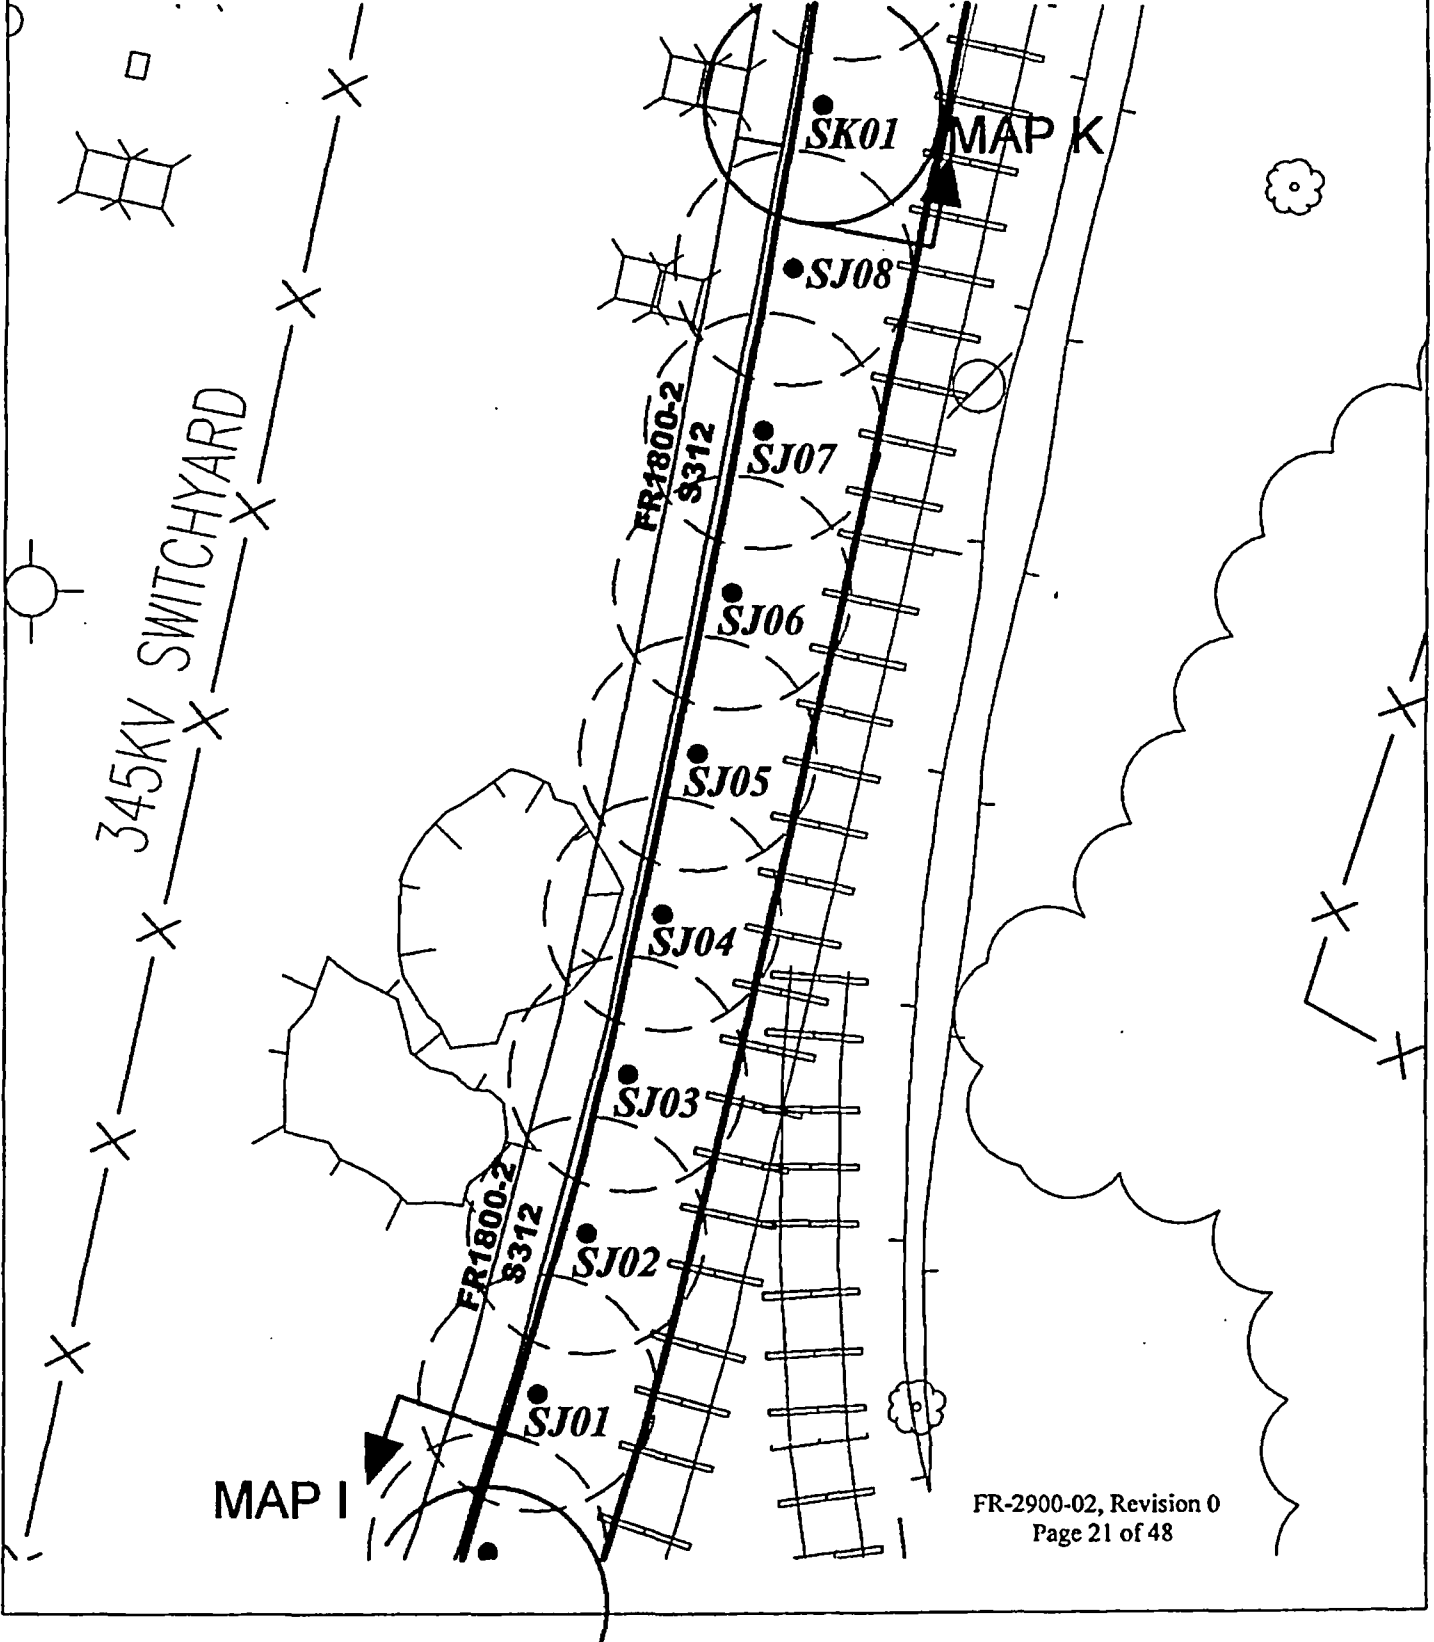 SK01
MAP K
SJ08
FR1800-2
S312
SJ07
345KV SWITCHYARD
SJ06
SJ05
SJ04
SJ03
FR1800-2
S312
SJ02
SJ01
MAP I
FR-2900-02, Revision 0
Page 21 of 48